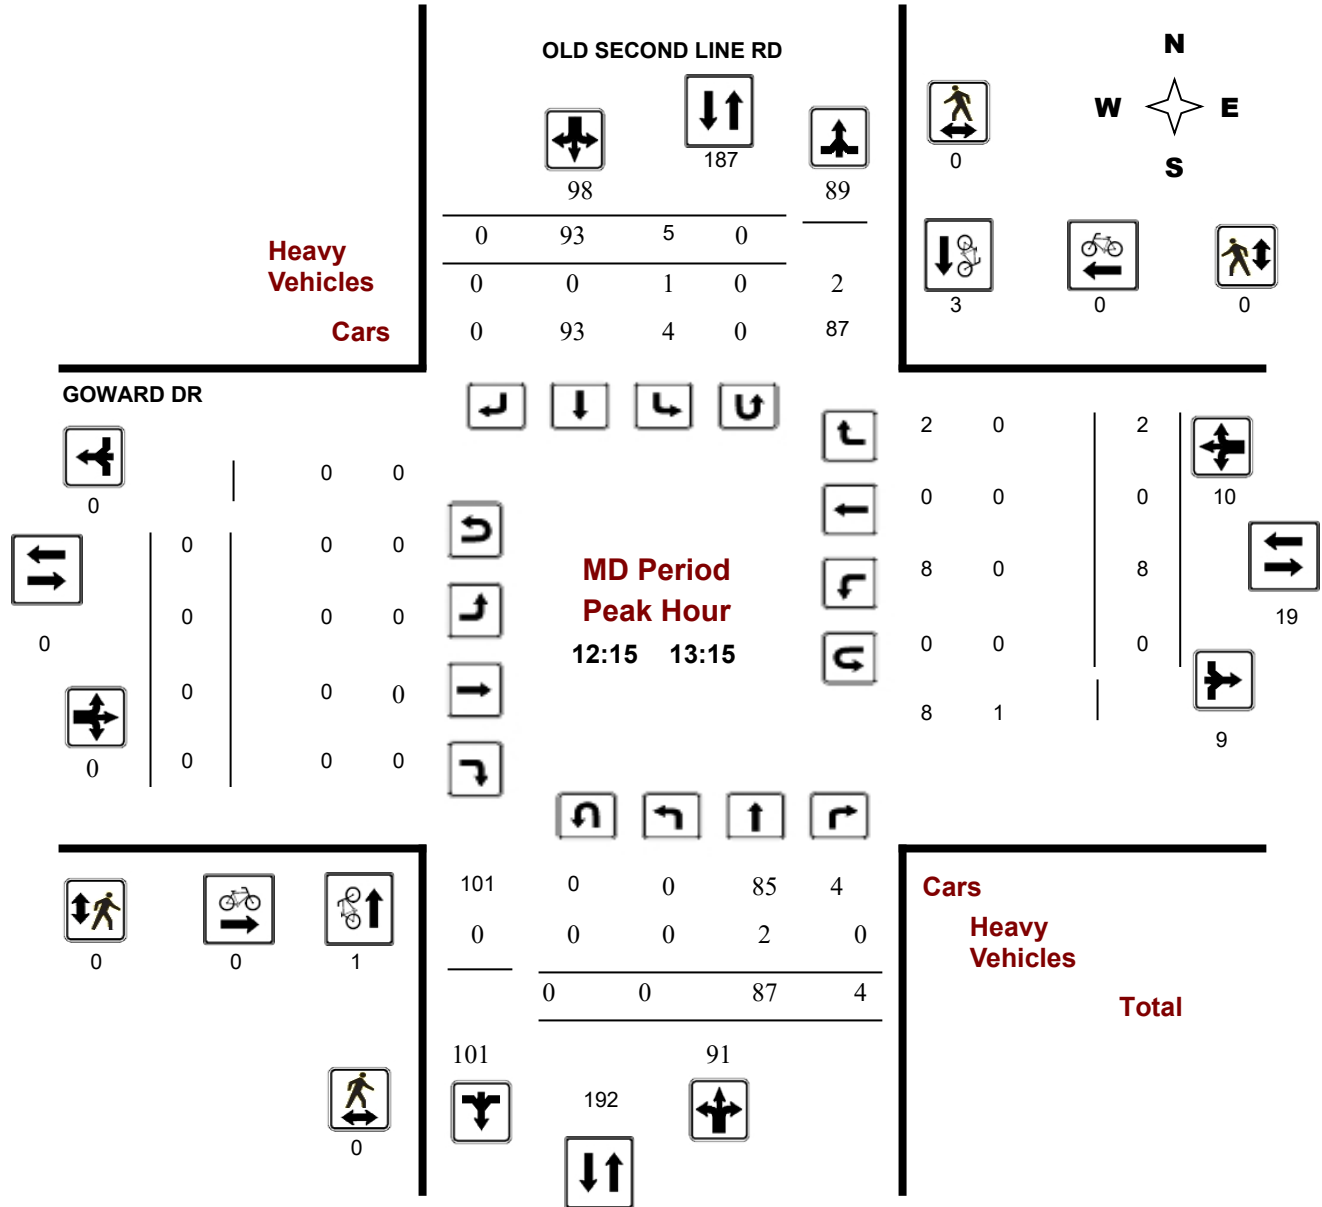 OLD SECOND LINE RD
N
W E
S
187
0
98 89
0 93 5 0
Heavy
Vehicles
0 0 1 0 2
3 0 0
Cars
0 93 4 0 87
GOWARD DR
2 0 2
0 0
0
0 0 0 10
0 0 0
MD Period
8 0 8
Peak Hour
0 0 0
19
0
12:15 13:15
0 0 0
0 0 0
8 1
9
0
0 0 0
101 0 0 85 4
Cars
0 0 0 2 0
Heavy
Vehicles
0 0 1
0 0 87 4
Total
101 91
192
0